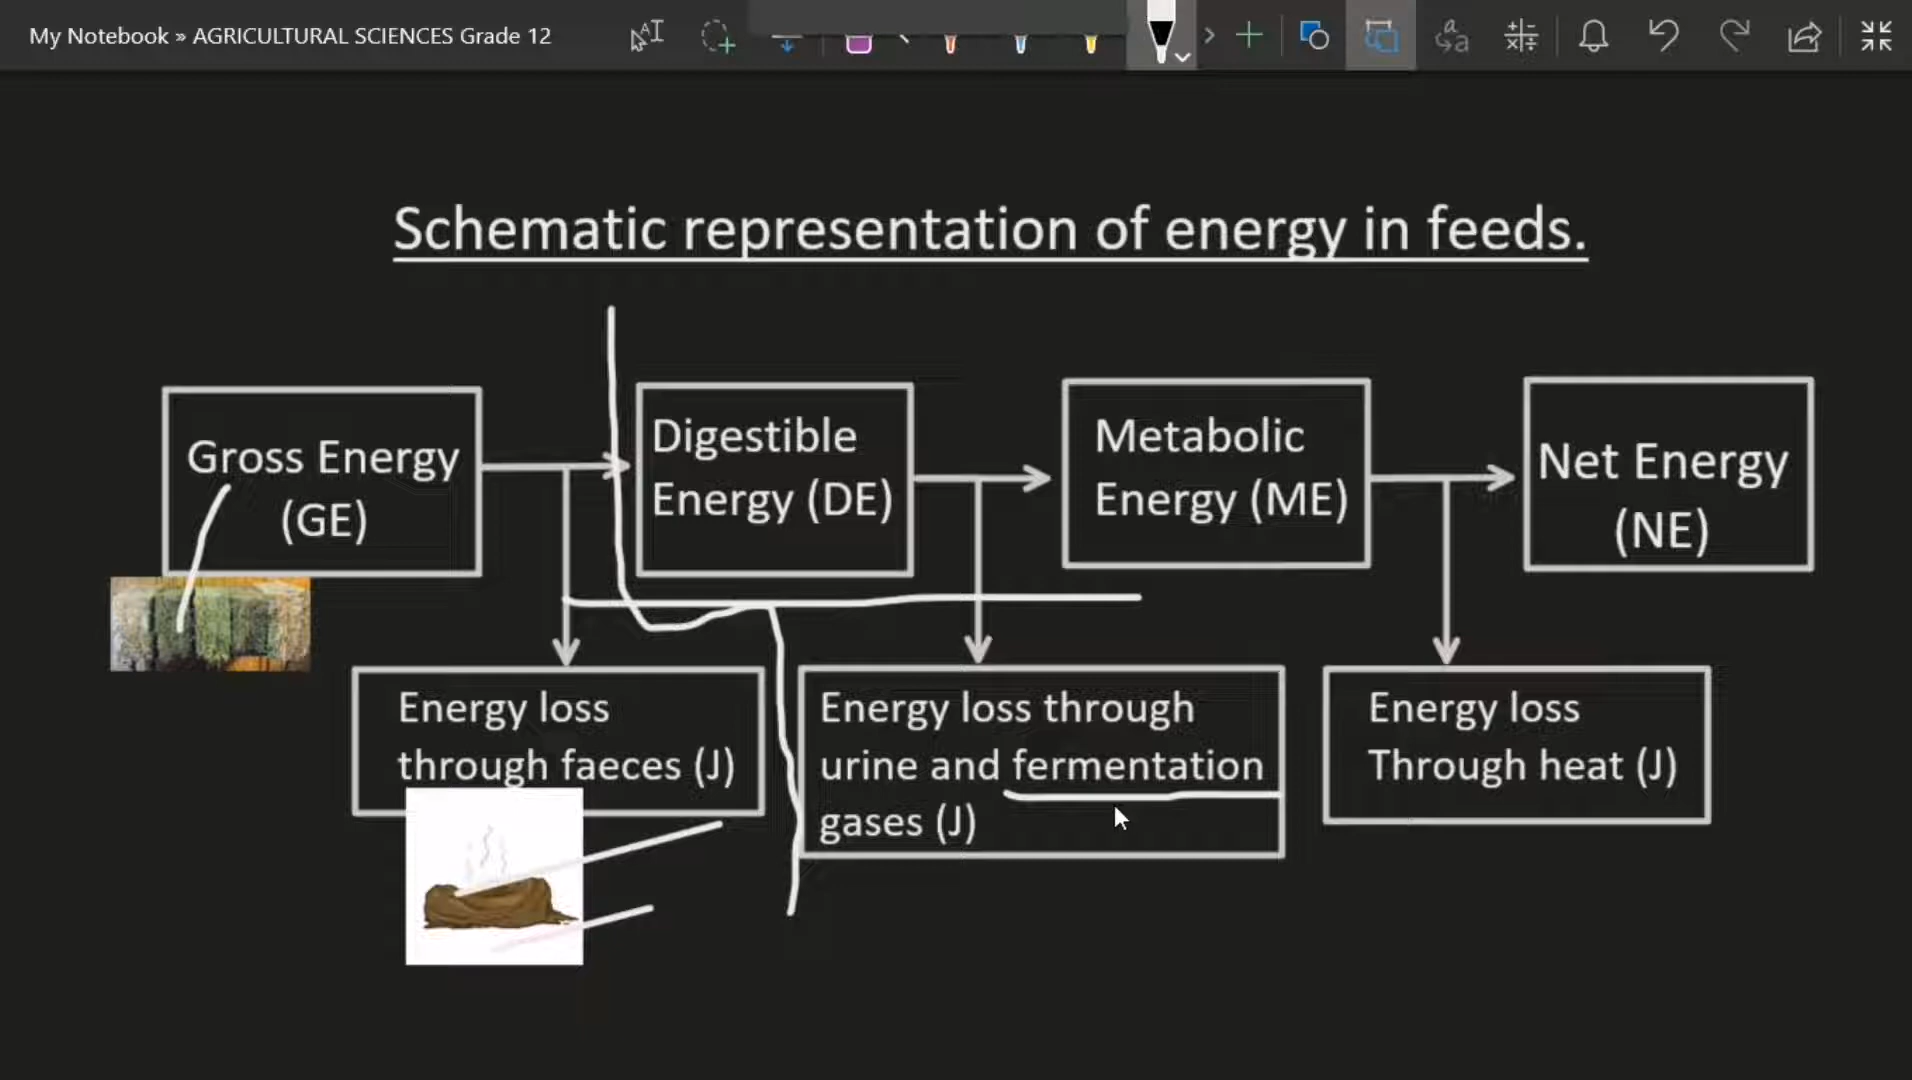 My Notebook » AGRICULTURAL SCIENCES Grade 12
Schematic representation of energy in feeds.
Gross Energy
(GE)
Digestible
Energy (DE)
Metabolic
Energy (ME)
Net Energy
(NE)
Energy loss
through faeces (J)
Energy loss through
urine and fermentation
gases (J)
Energy loss
Through heat (J)